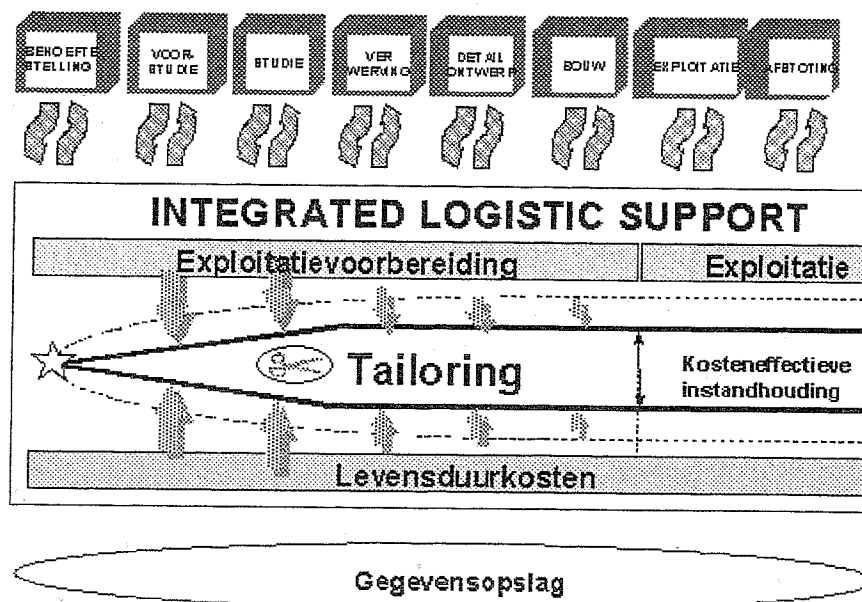 BEHOEFTE
STELLING
VOOR-
STUDIE
STUDIE
VER
WERVING
DETAIL
ONTWERP
BOUW
EXPLOITATIE
AFSTOTING
INTEGRATED LOGISTIC SUPPORT
Exploitatievoorbereiding
Exploitatie
Tailoring
Kosteneffectieve
instandhouding
Levensduurkosten
Gegevensopslag